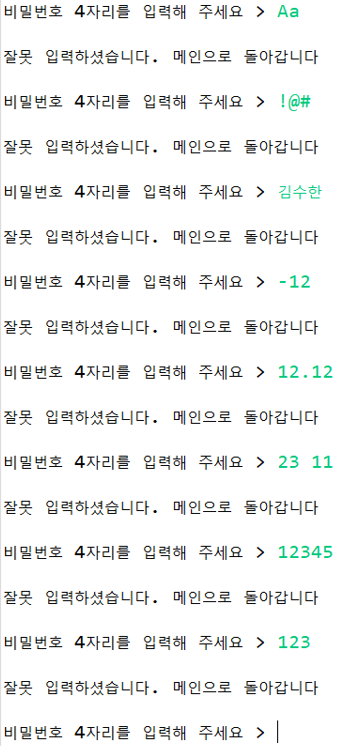 비밀번호 4자리를 입력해 주세요 > Aa
잘못 입력하셨습니다. 메인으로 돌아갑니다
비밀번호 4자리를 입력해 주세요 > !@#
잘못 입력하셨습니다. 메인으로 돌아갑니다
비밀번호 4자리를 입력해 주세요 > 김수한
잘못 입력하셨습니다. 메인으로 돌아갑니다
비밀번호 4자리를 입력해 주세요 > -12
잘못 입력하셨습니다. 메인으로 돌아갑니다
비밀번호 4자리를 입력해 주세요 > 12.12
잘못 입력하셨습니다. 메인으로 돌아갑니다
비밀번호 4자리를 입력해 주세요 > 23 11
잘못 입력하셨습니다. 메인으로 돌아갑니다
비밀번호 4자리를 입력해 주세요 > 12345
잘못 입력하셨습니다. 메인으로 돌아갑니다
비밀번호 4자리를 입력해 주세요 > 123
잘못 입력하셨습니다. 메인으로 돌아갑니다
비밀번호 4자리를 입력해 주세요 >